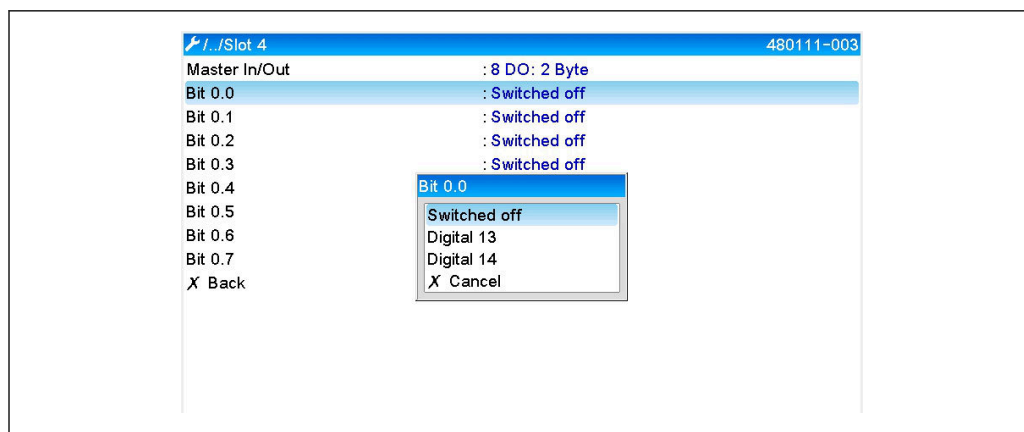 /../Slot 4 480111-003
Master In/Out : 8 DO: 2 Byte
Bit 0.0 : Switched off
Bit 0.1 : Switched off
Bit 0.2 : Switched off
Bit 0.3 : Switched off
Bit 0.4
Bit 0.5
Bit 0.6
Bit 0.7
X Back
Bit 0.0
Switched off
Digital 13
Digital 14
X Cancel